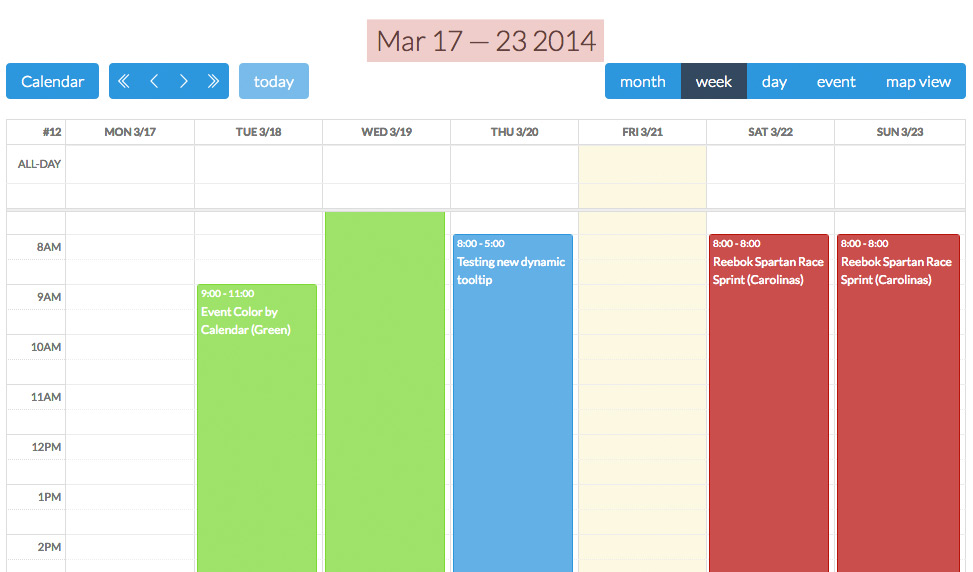 Mar 17 — 23 2014
Calendar
today
month week day event map view
#12 MON 3/17 TUE 3/18 WED 3/19 THU 3/20 FRI 3/21 SAT 3/22 SUN 3/23
ALL-DAY
8AM
9AM
10AM
11AM
12PM
1PM
2PM
9:00 - 11:00
Event Color by
Calendar (Green)
8:00 - 5:00
Testing new dynamic
tooltip
8:00 - 8:00
Reebok Spartan Race
Sprint (Carolinas)
8:00 - 8:00
Reebok Spartan Race
Sprint (Carolinas)